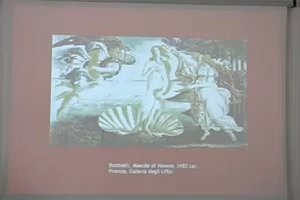 Botticelli, Nascita di Venere, 1482 ca.
Firenze, Galleria degli Uffizi